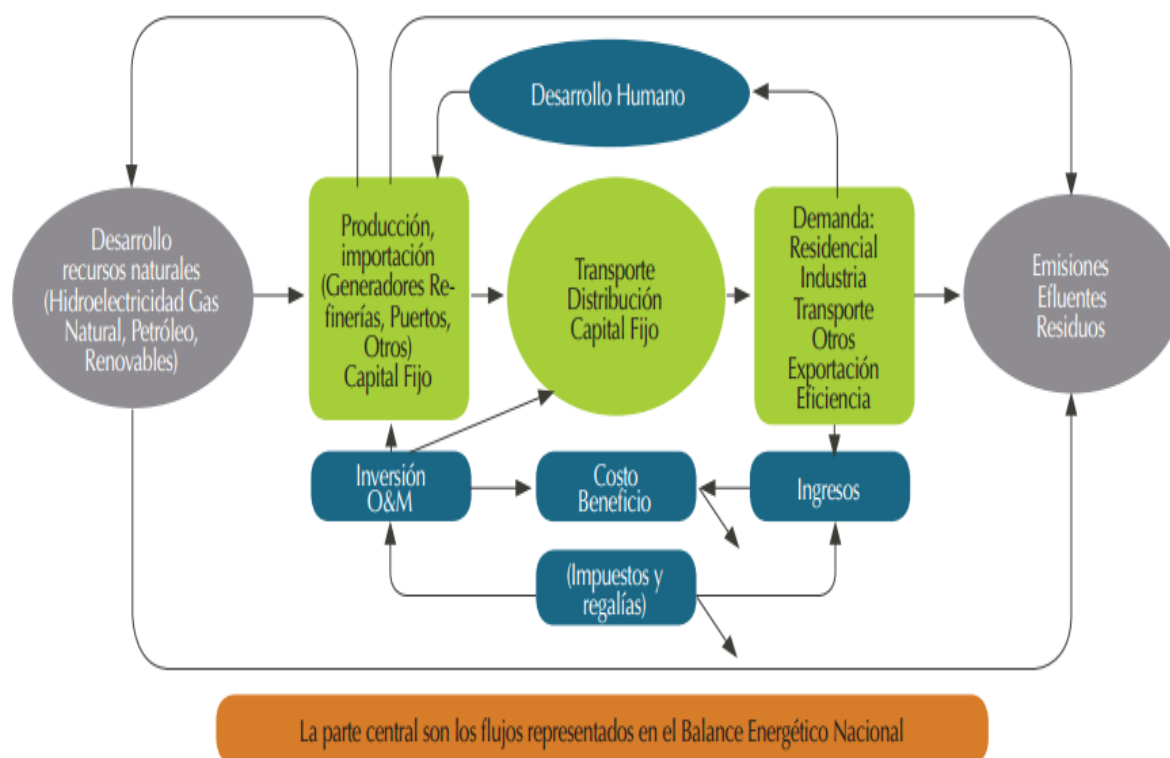 Desarrollo Humano
Desarrollo
recursos naturales
(Hidroelectricidad Gas
Natural, Petróleo,
Renovables)
Producción,
importación
(Generadores Re-
finerías, Puertos,
Otros)
Capital Fijo
Transporte
Distribución
Capital Fijo
Demanda:
Residencial
Industria
Transporte
Otros
Exportación
Eficiencia
Emisiones
Efluentes
Residuos
Inversión
O&M
Costo
Beneficio
Ingresos
(Impuestos y
regalías)
La parte central son los flujos representados en el Balance Energético Nacional